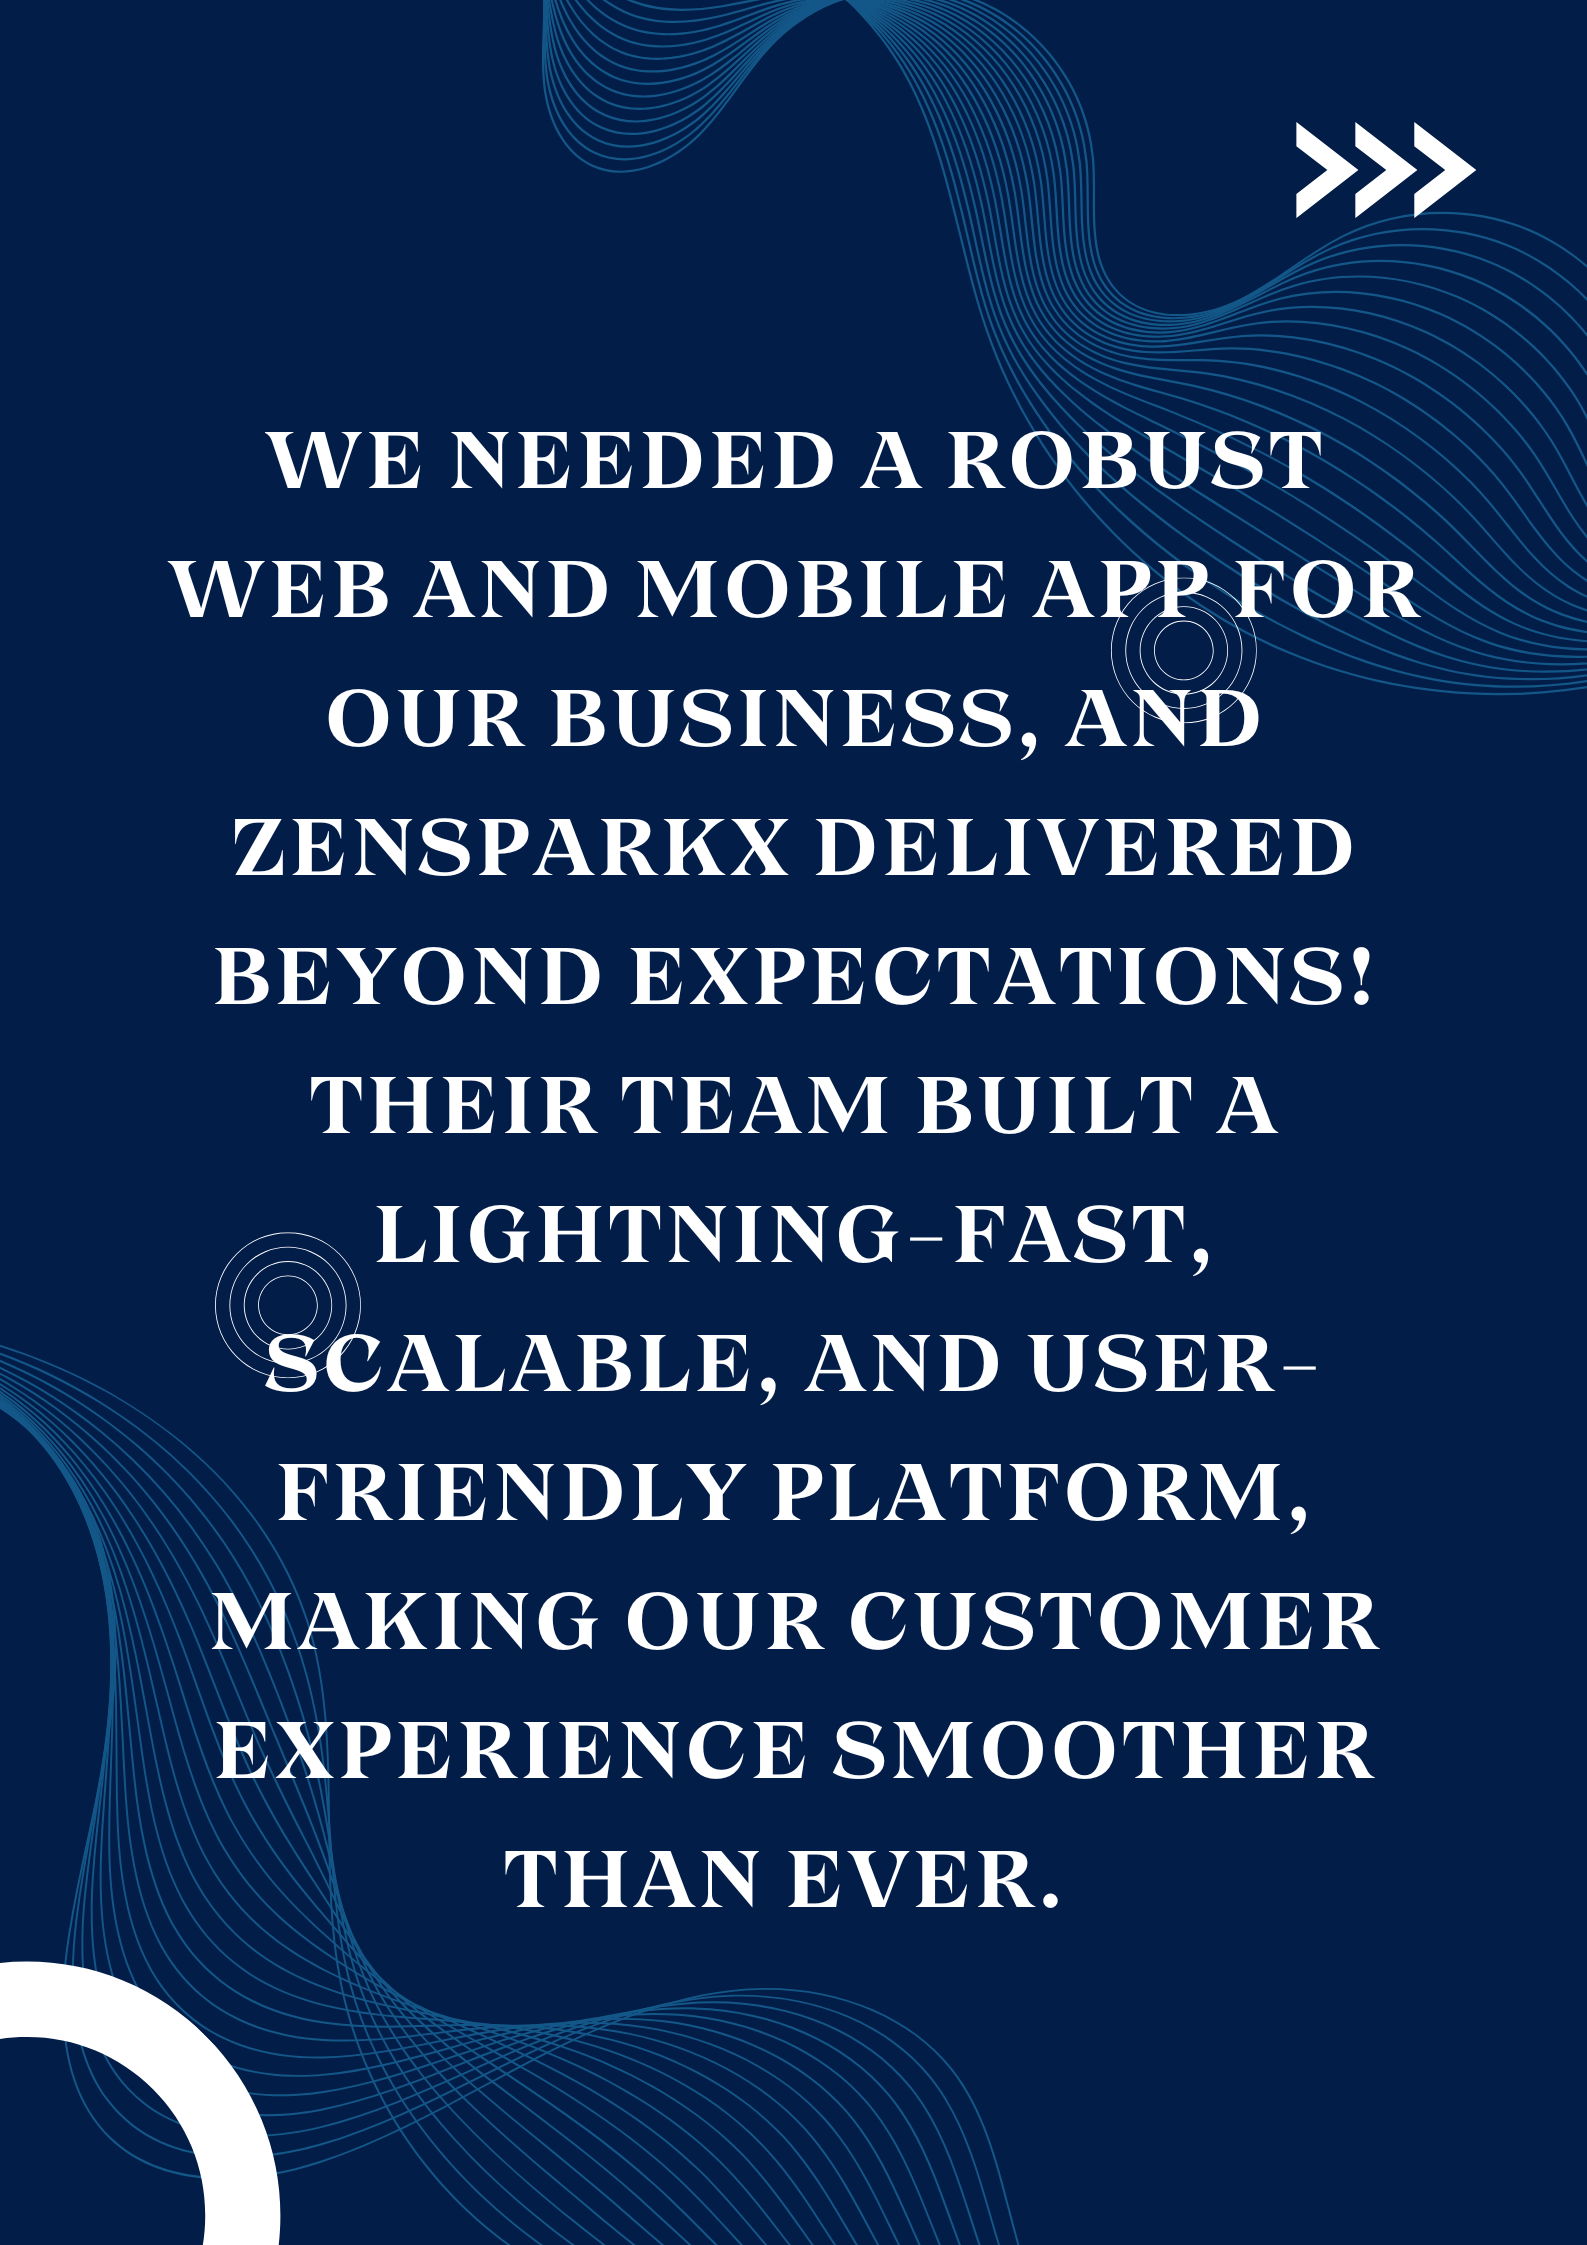 WE NEEDED A ROBUST
WEB AND MOBILE APP FOR
OUR BUSINESS, AND
ZENSPARKX DELIVERED
BEYOND EXPECTATIONS!
THEIR TEAM BUILT A
LIGHTNING-FAST,
SCALABLE, AND USER-
FRIENDLY PLATFORM,
MAKING OUR CUSTOMER
EXPERIENCE SMOOTHER
THAN EVER.